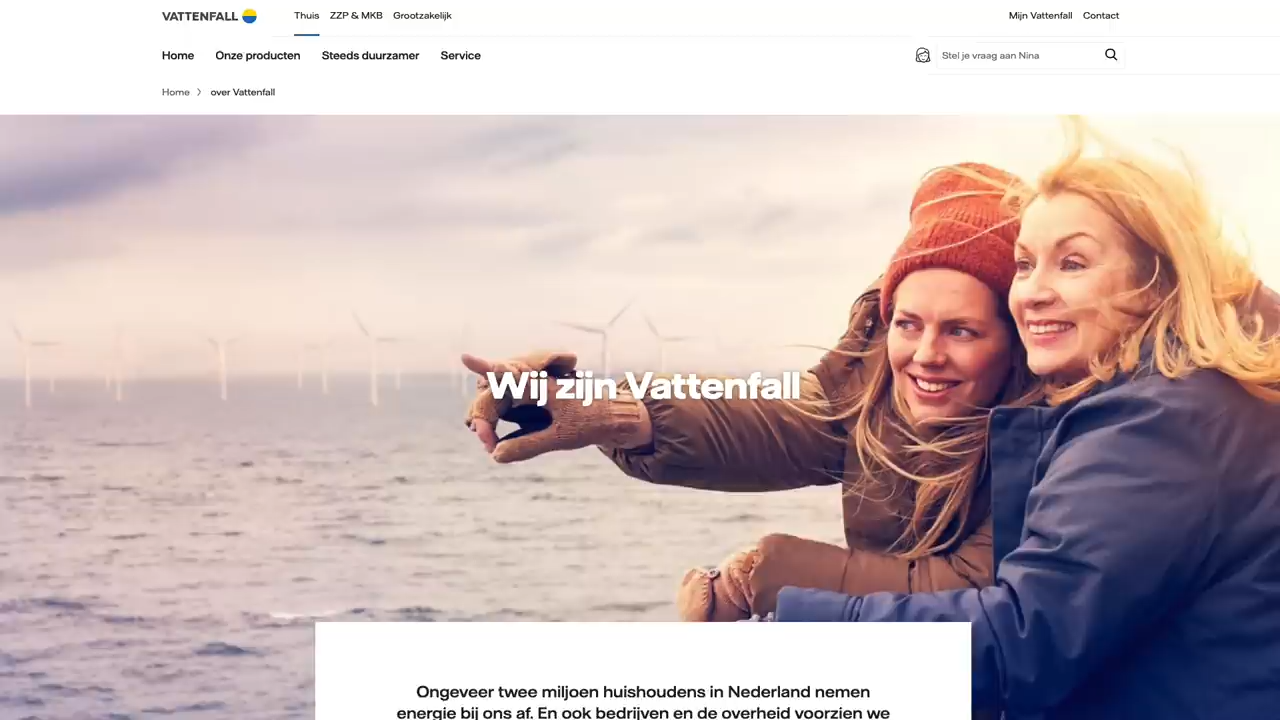 VATTENFALL
Thuis ZZP & MKB Grootzakelijk
Mijn Vattenfall Contact
Home Onze producten Steeds duurzamer Service
Stel je vraag aan Nina
Home > over Vattenfall
Wij zijn Vattenfall
Ongeveer twee miljoen huishoudens in Nederland nemen
energie bij ons af. En ook bedrijven en de overheid voorzien we